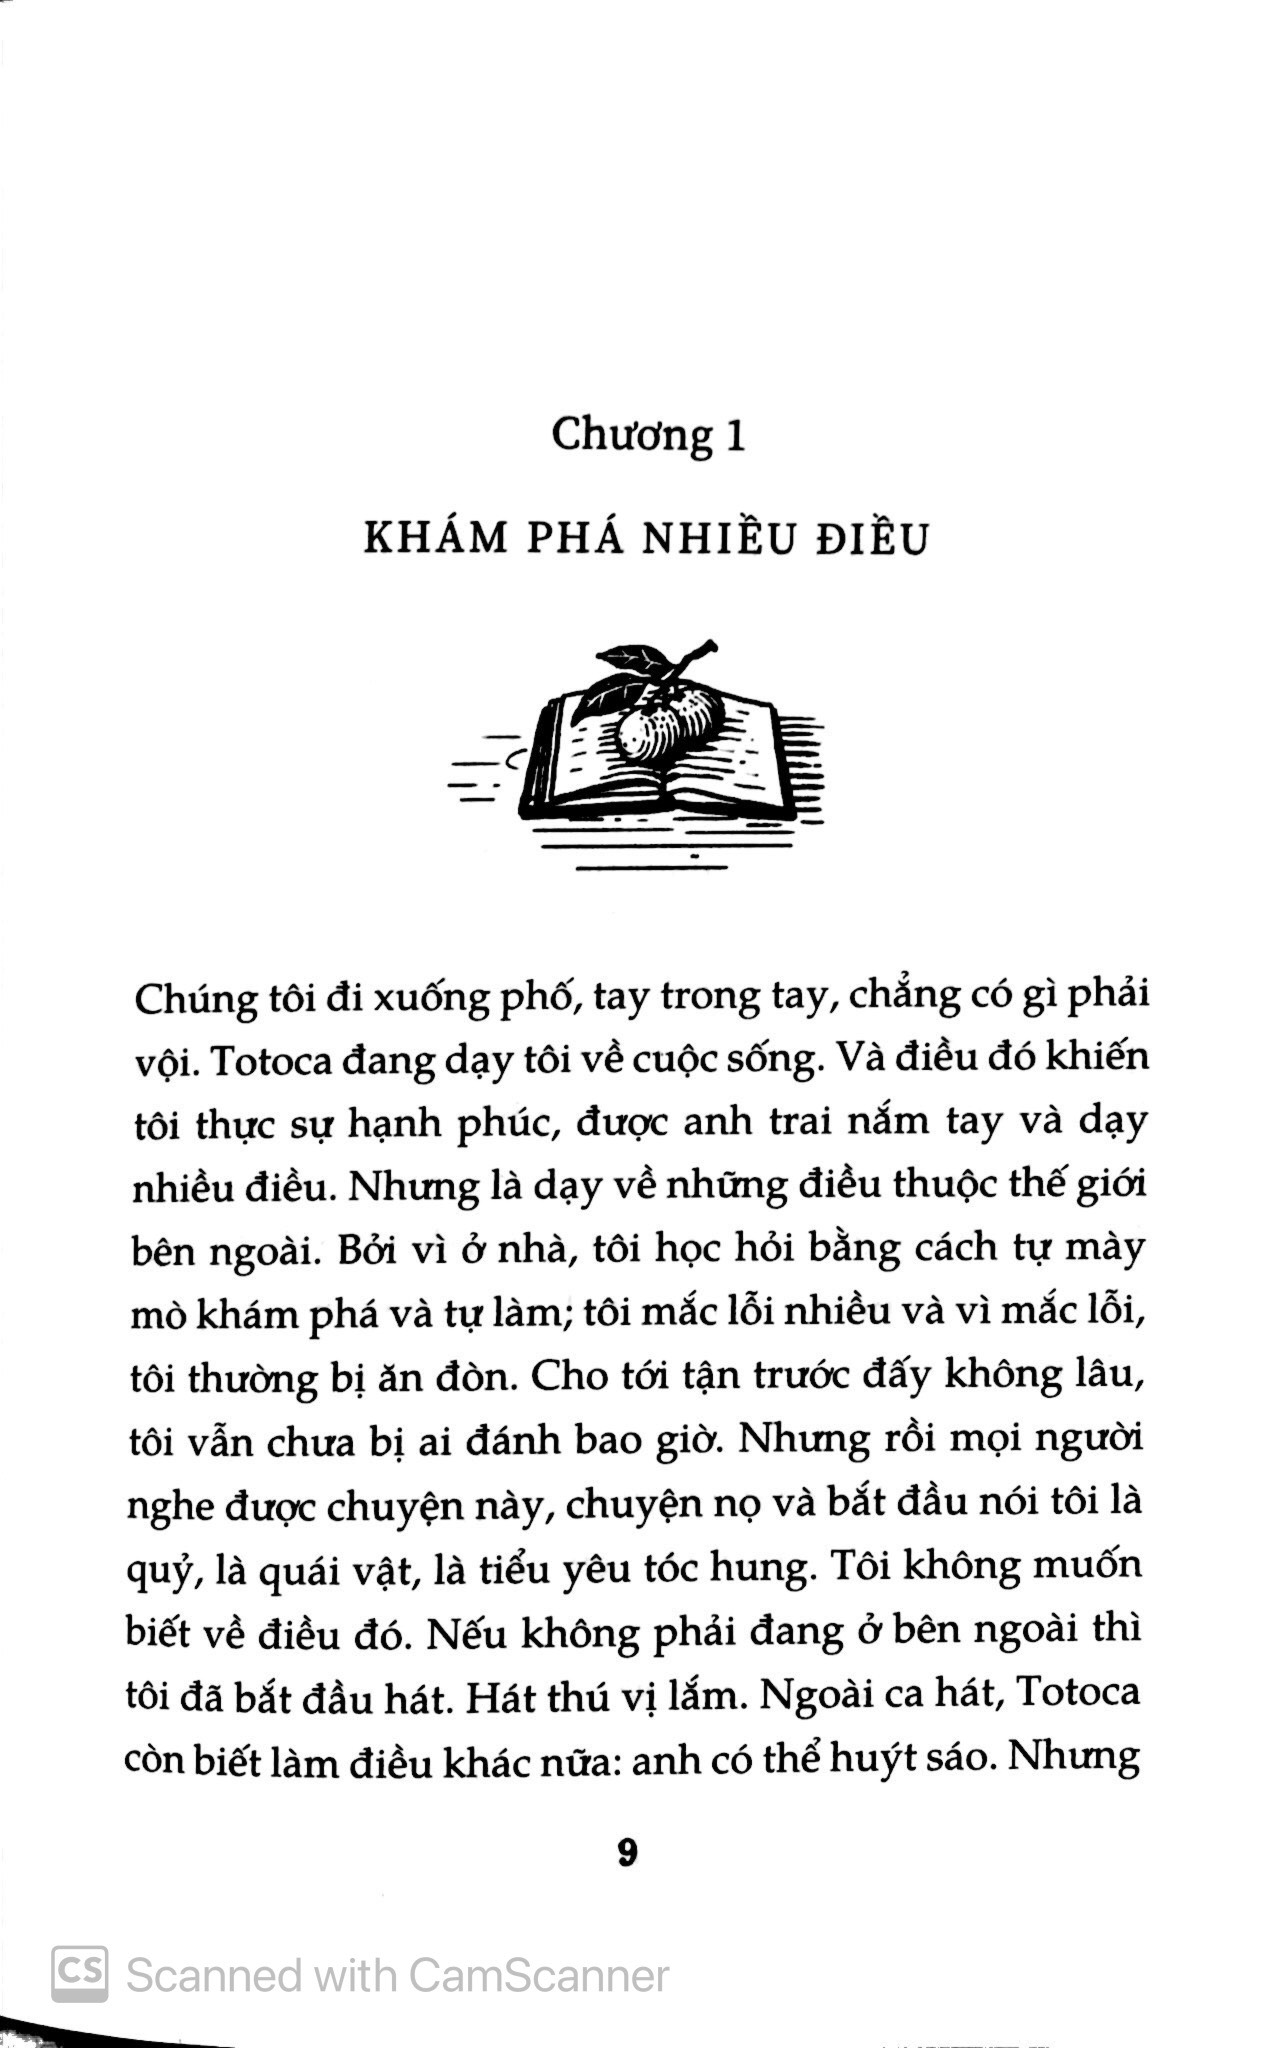 Chương 1
KHÁM PHÁ NHIỀU ĐIỀU
Chúng tôi đi xuống phố, tay trong tay, chẳng có gì phải
vội. Totoca đang dạy tôi về cuộc sống. Và điều đó khiến
tôi thực sự hạnh phúc, được anh trai nắm tay và dạy
nhiều điều. Nhưng là dạy về những điều thuộc thế giới
bên ngoài. Bởi vì ở nhà, tôi học hỏi bằng cách tự mày
mò khám phá và tự làm; tôi mắc lỗi nhiều và vì mắc lỗi,
tôi thường bị ăn đòn. Cho tới tận trước đấy không lâu,
tôi vẫn chưa bị ai đánh bao giờ. Nhưng rồi mọi người
nghe được chuyện này, chuyện nọ và bắt đầu nói tôi là
quỷ, là quái vật, là tiểu yêu tóc hung. Tôi không muốn
biết về điều đó. Nếu không phải đang ở bên ngoài thì
tôi đã bắt đầu hát. Hát thú vị lắm. Ngoài ca hát, Totoca
còn biết làm điều khác nữa: anh có thể huýt sáo. Nhưng
9
CS Scanned with CamScanner